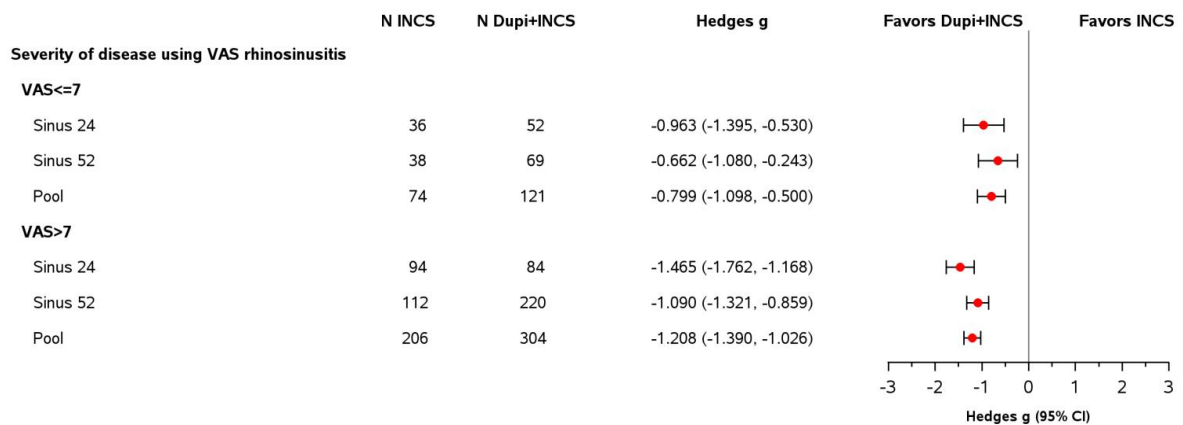 N INCS N Dupi+INCS Hedges g Favors Dupi+INCS Favors INCS
Severity of disease using VAS rhinosinusitis
VAS<=7
Sinus 24 36 52 -0.963 (-1.395, -0.530)
Sinus 52 38 69 -0.662 (-1.080, -0.243)
Pool 74 121 -0.799 (-1.098, -0.500)
VAS>7
Sinus 24 94 84 -1.465 (-1.762, -1.168)
Sinus 52 112 220 -1.090 (-1.321, -0.859)
Pool 206 304 -1.208 (-1.390, -1.026)
-3 -2 -1 0 1 2 3
Hedges g (95% CI)